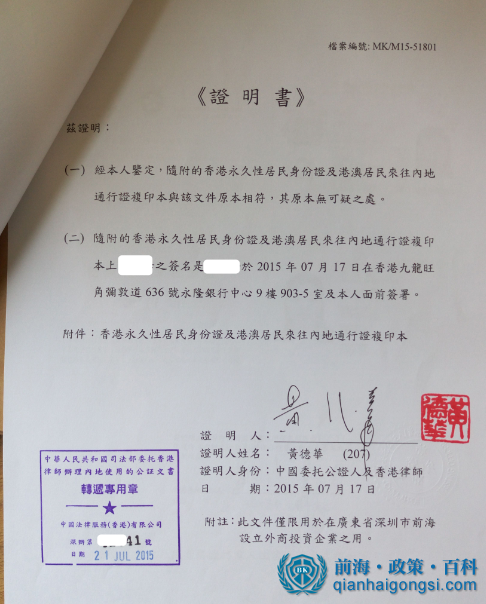 檔案編號: MK/M15-51801
《證明書》
茲證明：
(一) 經本人鑒定，隨附的香港永久性居民身份證及港澳居民來往內地
通行證複印本與該文件原本相符，其原本無可疑之處。
(二) 隨附的香港永久性居民身份證及港澳居民來往內地通行證複印
本上 之簽名是 於 2015 年 07 月 17 日在香港九龍旺
角彌敦道 636 號永隆銀行中心 9 樓 903-5 室及本人面前簽署。
附件：香港永久性居民身份證及港澳居民來往內地通行證複印本
證 明 人：
黃德華
證明人姓名： 黃德華 (207)
證明人身份：中國委托公證人及香港律師
日 期：2015 年 07 月 17 日
附註：此文件僅限用於在廣東省深圳市前海
設立外商投資企業之用。
中華人民共和國司法部委托香港
律師辦理內地使用的公証文書
轉遞專用章
中國法律服務(香港)有限公司
深辦第 41 號
日期 21 JUL 2015
前海·政策·百科
qianhaigongsi.com